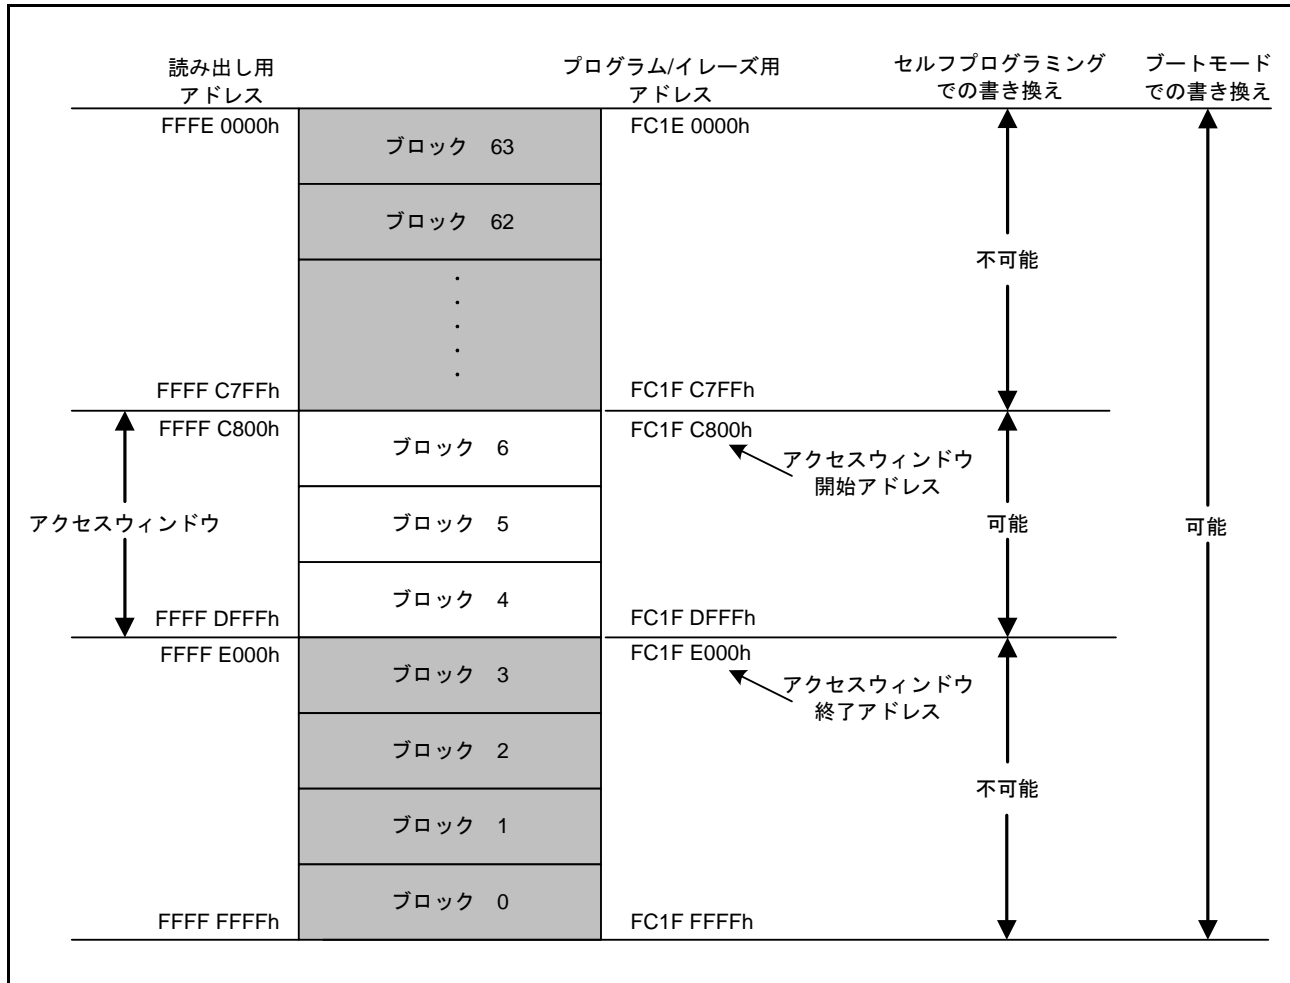 読み出し用
アドレス
プログラム/イレーズ用
アドレス
セルフプログラミング
での書き換え
ブートモード
での書き換え
FFFE 0000h
ブロック 63
FC1E 0000h
ブロック 62
不可能
FFFF C7FFh
FC1F C7FFh
FFFF C800h
ブロック 6
FC1F C800h
アクセスウィンドウ
開始アドレス
アクセスウィンドウ
ブロック 5
可能
可能
ブロック 4
FFFF DFFFh
FC1F DFFFh
FFFF E000h
ブロック 3
FC1F E000h
アクセスウィンドウ
終了アドレス
ブロック 2
不可能
ブロック 1
ブロック 0
FFFF FFFFh
FC1F FFFFh